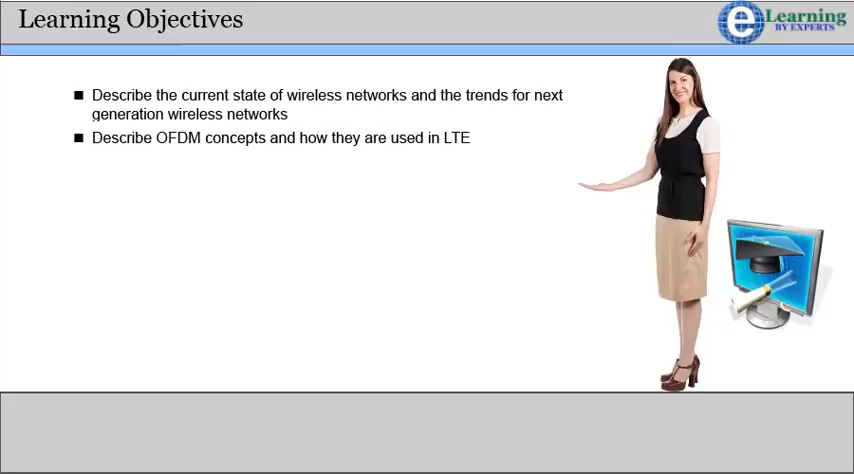 Learning Objectives
eLearning
BY EXPERTS
■ Describe the current state of wireless networks and the trends for next
generation wireless networks
■ Describe OFDM concepts and how they are used in LTE